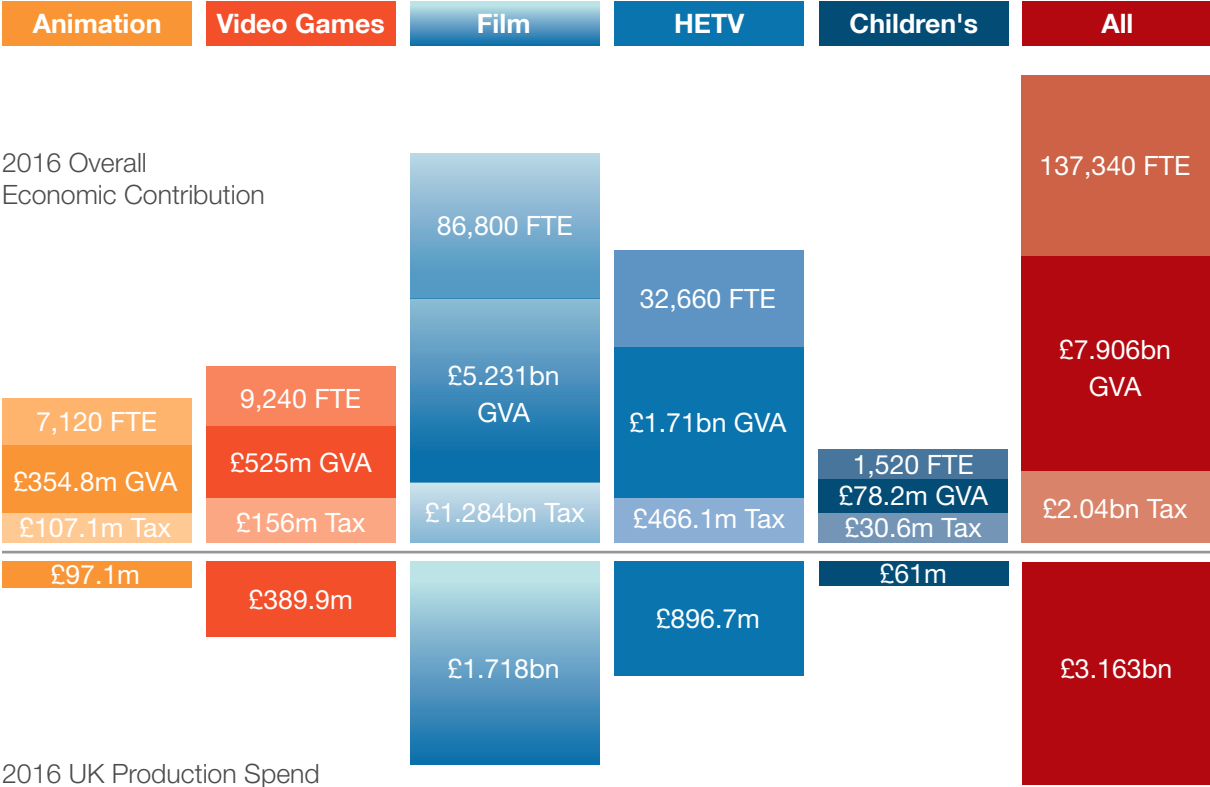 Animation
Video Games
Film
HETV
Children's
All
2016 Overall
Economic Contribution
7,120 FTE
£354.8m GVA
£107.1m Tax
9,240 FTE
£525m GVA
£156m Tax
86,800 FTE
£5.231bn
GVA
£1.284bn Tax
32,660 FTE
£1.71bn GVA
£466.1m Tax
1,520 FTE
£78.2m GVA
£30.6m Tax
137,340 FTE
£7.906bn
GVA
£2.04bn Tax
£97.1m
£389.9m
£1.718bn
£896.7m
£61m
£3.163bn
2016 UK Production Spend